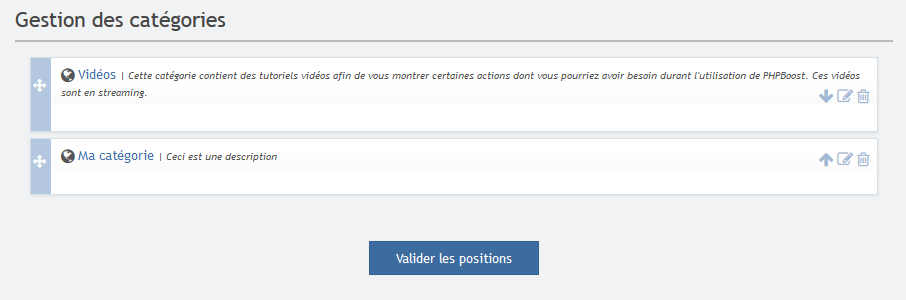 Gestion des catégories
Vidéos | Cette catégorie contient des tutoriels vidéos afin de vous montrer certaines actions dont vous pourriez avoir besoin durant l'utilisation de PHPBoost. Ces vidéos
sont en streaming.
Ma catégorie | Ceci est une description
Valider les positions